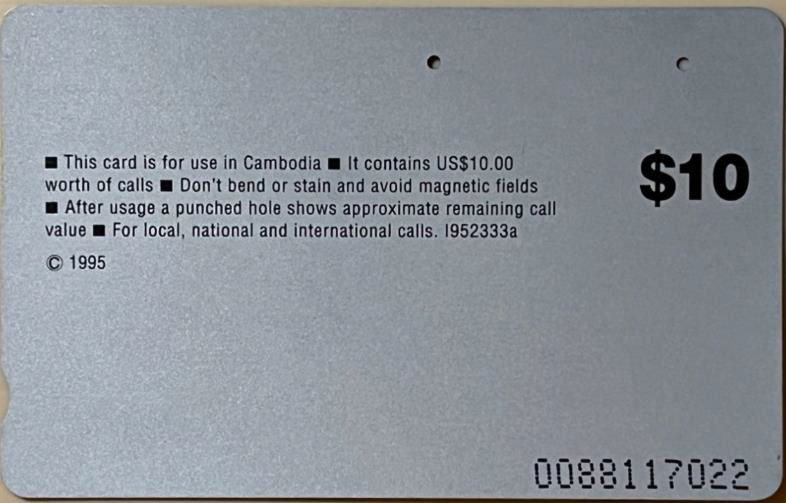 ■ This card is for use in Cambodia ■ It contains US$10.00
worth of calls ■ Don't bend or stain and avoid magnetic fields
■ After usage a punched hole shows approximate remaining call
value ■ For local, national and international calls. I952333a
© 1995
$10
0088117022